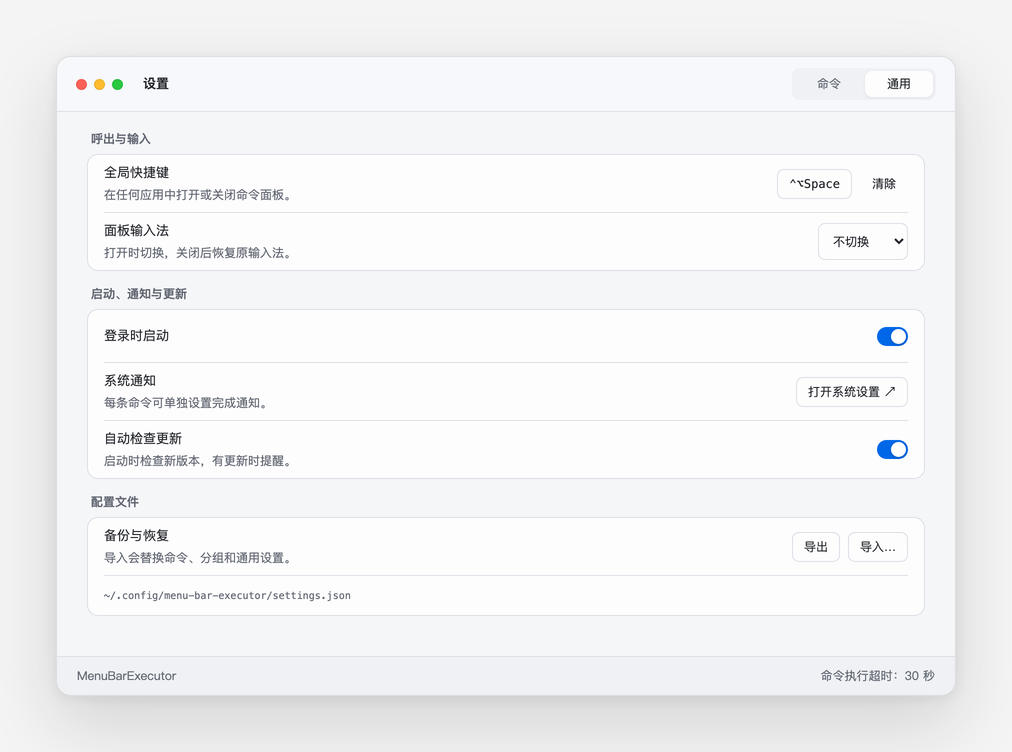 设置
命令 通用
呼出与输入
全局快捷键
在任何应用中打开或关闭命令面板。
^⌥Space 清除
面板输入法
打开时切换，关闭后恢复原输入法。
不切换
启动、通知与更新
登录时启动
系统通知
每条命令可单独设置完成通知。
打开系统设置 ↗
自动检查更新
启动时检查新版本，有更新时提醒。
配置文件
备份与恢复
导入会替换命令、分组和通用设置。
导出 导入…
~/.config/menu-bar-executor/settings.json
MenuBarExecutor
命令执行超时：30 秒